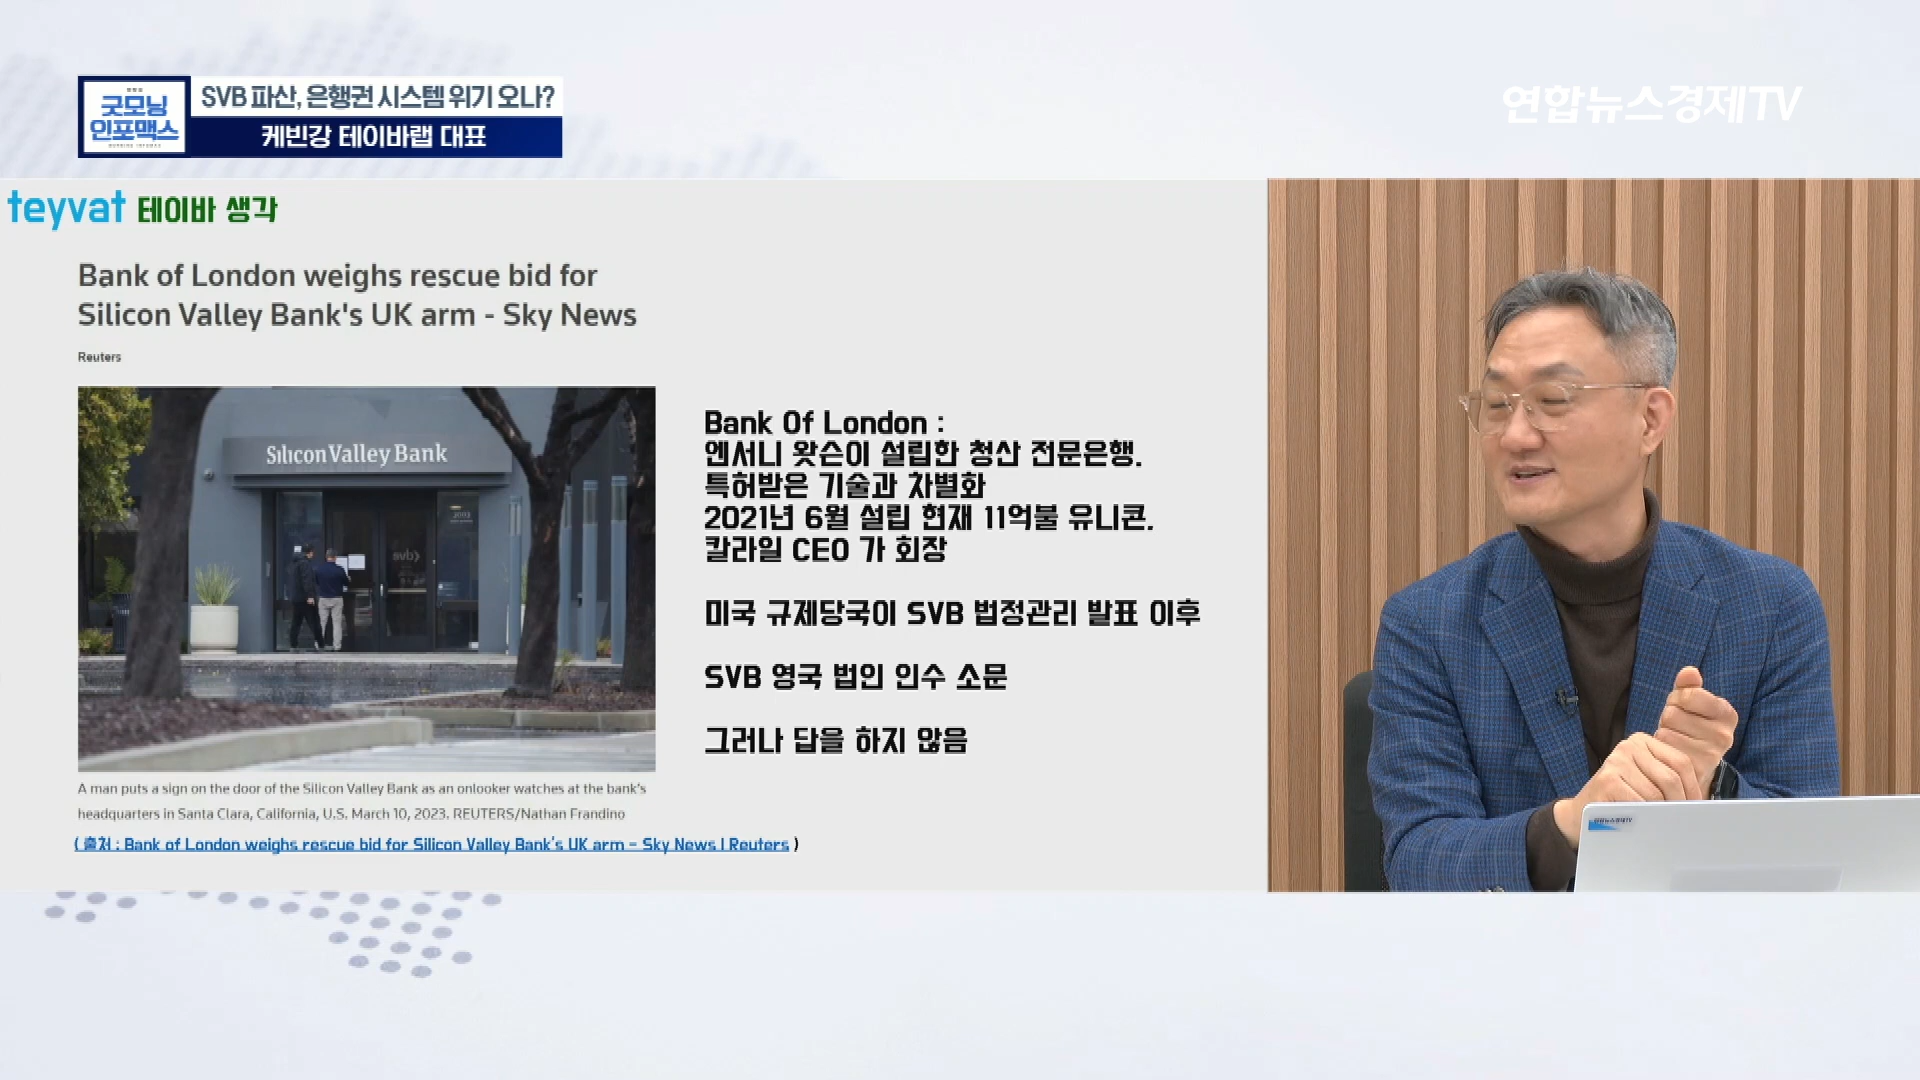 굿모닝
인포맥스
SVB 파산, 은행권 시스템 위기 오나?
케빈강 테이바랩 대표
연합뉴스경제TV
teyvat 테이바 생각
Bank of London weighs rescue bid for
Silicon Valley Bank's UK arm - Sky News
Reuters
Silicon Valley Bank
svb
A man puts a sign on the door of the Silicon Valley Bank as an onlooker watches at the bank's
headquarters in Santa Clara, California, U.S. March 10, 2023. REUTERS/Nathan Frandino
( 출처 : Bank of London weighs rescue bid for Silicon Valley Bank's UK arm - Sky News | Reuters )
Bank Of London :
엔서니 왓슨이 설립한 청산 전문은행.
특허받은 기술과 차별화
2021년 6월 설립 현재 11억불 유니콘.
칼라일 CEO 가 회장
미국 규제당국이 SVB 법정관리 발표 이후
SVB 영국 법인 인수 소문
그러나 답을 하지 않음
연합뉴스경제TV